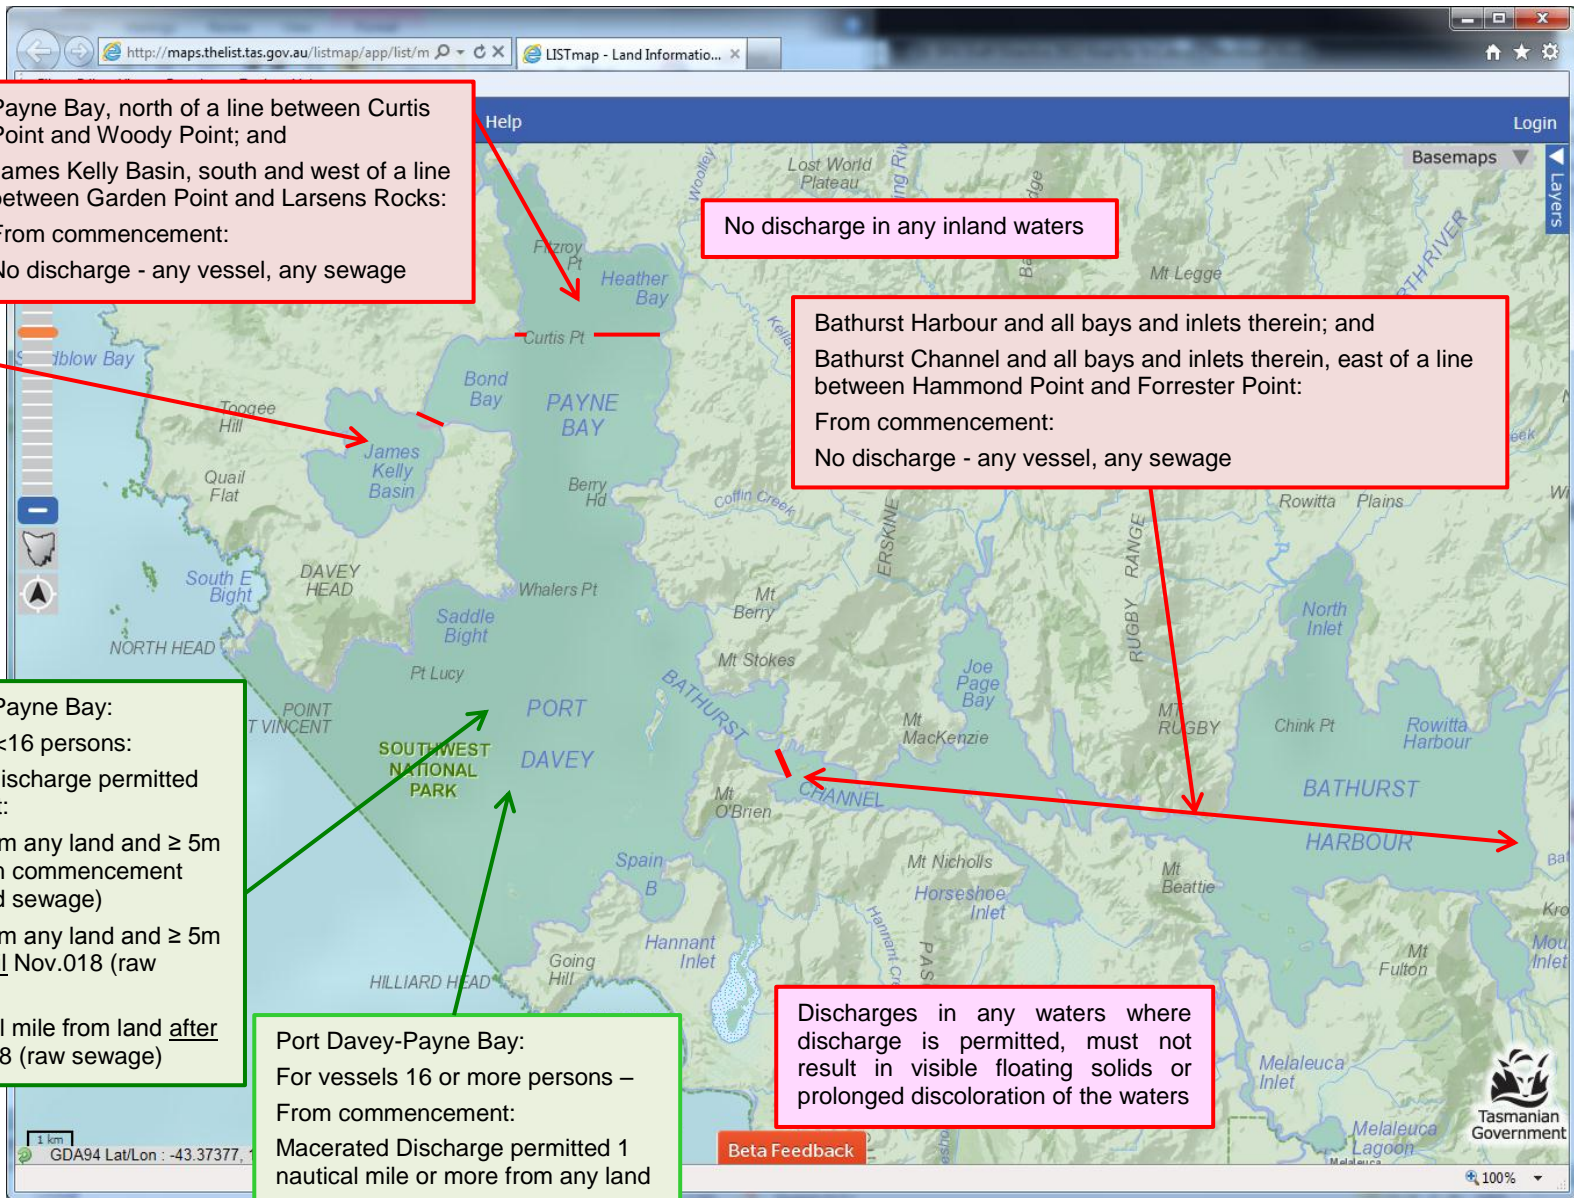 http://maps.thelist.tas.gov.au/listmap/app/list/m
LISTmap - Land Informatio...
Help
Login
Basemaps
Layers
Payne Bay, north of a line between Curtis
Point and Woody Point; and
James Kelly Basin, south and west of a line
between Garden Point and Larsens Rocks:
From commencement:
No discharge - any vessel, any sewage
No discharge in any inland waters
Bathurst Harbour and all bays and inlets therein; and
Bathurst Channel and all bays and inlets therein, east of a line
between Hammond Point and Forrester Point:
From commencement:
No discharge - any vessel, any sewage
Payne Bay:
<16 persons:
discharge permitted
m any land and ≥ 5m
commencement
sewage)
m any land and ≥ 5m
Nov.018 (raw
mile from land after
8 (raw sewage)
Port Davey-Payne Bay:
For vessels 16 or more persons –
From commencement:
Macerated Discharge permitted 1
nautical mile or more from any land
Discharges in any waters where
discharge is permitted, must not
result in visible floating solids or
prolonged discoloration of the waters
Lost World
Plateau
Woolley
Mt Legge
RTH RIVER
Fitzroy
Pt
Heather
Bay
Curtis Pt
Bond
Bay
PAYNE
BAY
dblow Bay
Toogee
Hill
James
Kelly
Basin
Quail
Flat
Berry
Hd
Coffin Creek
ERSKINE
RUGBY RANGE
Rowitta Plains
South E
Bight
DAVEY
HEAD
Whalers Pt
Saddle
Bight
Mt
Berry
North
Inlet
NORTH HEAD
Pt Lucy
Mt Stokes
Joe
Page
Bay
POINT
T VINCENT
PORT
DAVEY
BATHURST
CHANNEL
Mt
MacKenzie
MT
RUGBY
Chink Pt
Rowitta
Harbour
SOUTHWEST
NATIONAL
PARK
Mt
O'Brien
BATHURST
HARBOUR
Spain
B
Mt Nicholls
Horseshoe
Inlet
Mt
Beattie
Hannant
Inlet
Hannant
Mt
Fulton
Inlet
Going
Hill
HILLIARD HEAD
Melaleuca
Inlet
Melaleuca
Lagoon
Tasmanian
Government
1 km
GDA94 Lat/Lon : -43.37377,
Beta Feedback
100%